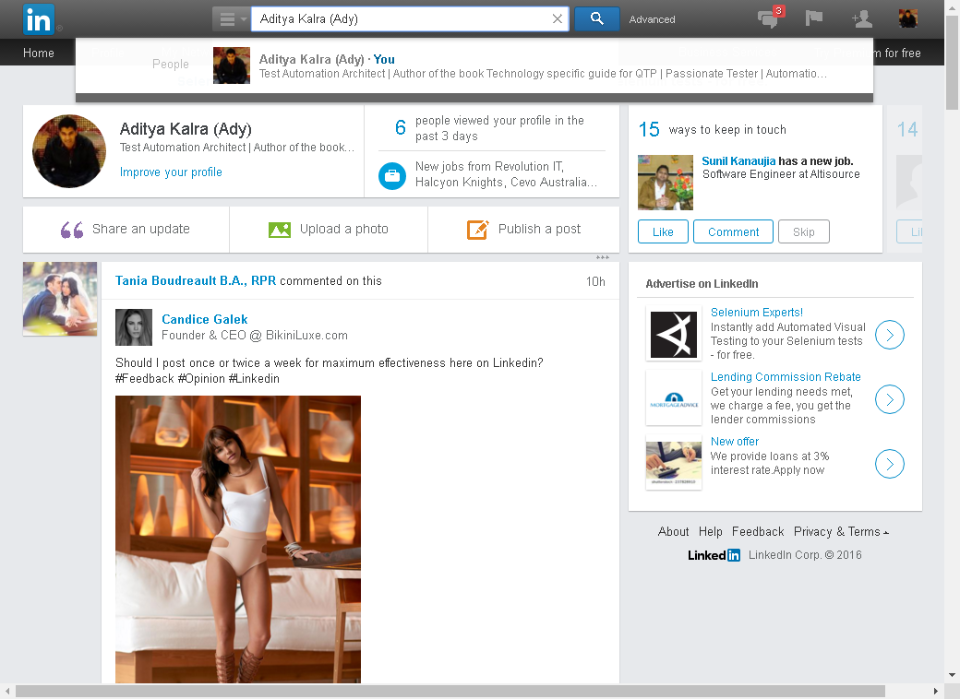 in
Aditya Kalra (Ady)
Advanced
3
Home
m for free
People
Aditya Kalra (Ady) · You
Test Automation Architect | Author of the book Technology specific guide for QTP | Passionate Tester | Automatio...
Aditya Kalra (Ady)
Test Automation Architect | Author of the book...
Improve your profile
6 people viewed your profile in the
past 3 days
New jobs from Revolution IT,
Halcyon Knights, Cevo Australia...
15 ways to keep in touch
Sunil Kanaujia has a new job.
Software Engineer at Altisource
Like
Comment
Skip
14
Li
Share an update
Upload a photo
Publish a post
Tania Boudreault B.A., RPR commented on this
10h
Candice Galek
Founder & CEO @ BikiniLuxe.com
Should I post once or twice a week for maximum effectiveness here on Linkedin?
#Feedback #Opinion #Linkedin
Advertise on LinkedIn
Selenium Experts!
Instantly add Automated Visual
Testing to your Selenium tests
- for free.
MORTGAGE ADVICE
Lending Commission Rebate
Get your lending needs met,
we charge a fee, you get the
lender commissions
New offer
We provide loans at 3%
interest rate.Apply now
About Help Feedback Privacy & Terms
Linked in LinkedIn Corp. © 2016